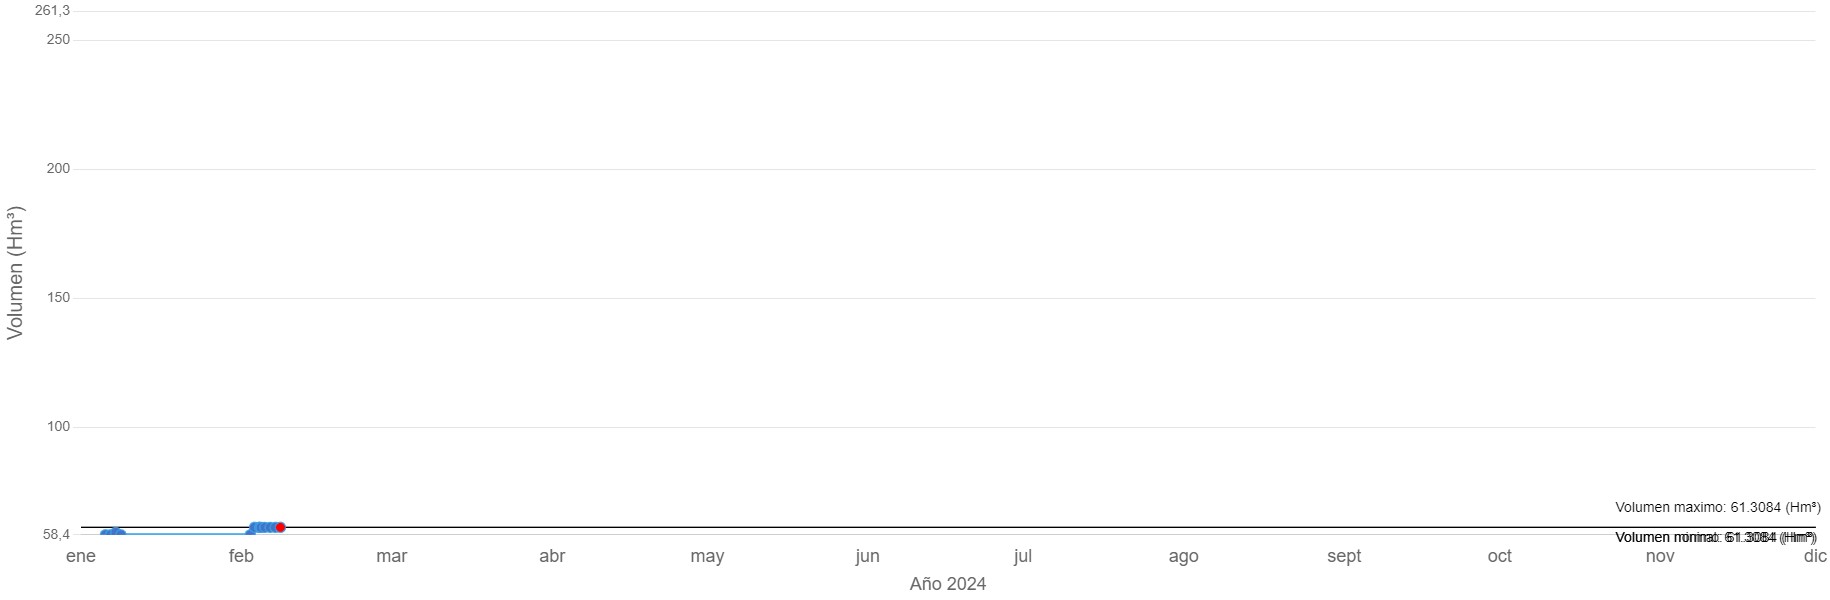 261,3
250
200
150
100
58,4
Volumen (Hm³)
Volumen maximo: 61.3084 (Hm³)
Volumen
ene feb mar abr may jun jul ago sept oct nov dic
Año 2024